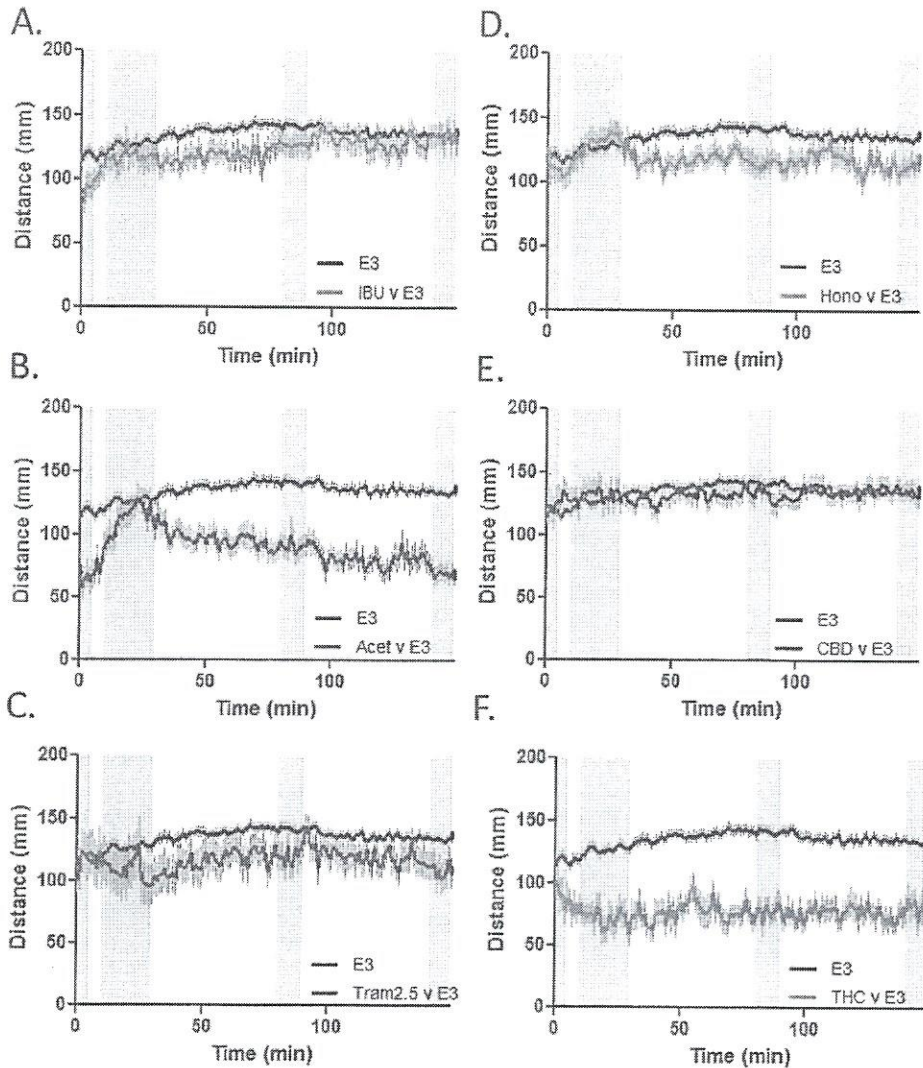 A.
200
150
100
50
0
Distance (mm)
E3
IBU v E3
0 50 100
Time (min)
B.
200
150
100
50
0
Distance (mm)
E3
Acet v E3
0 50 100
Time (min)
C.
200
150
100
50
0
Distance (mm)
E3
Tram2.5 v E3
0 50 100
Time (min)
D.
200
150
100
50
0
Distance (mm)
E3
Hono v E3
0 50 100
Time (min)
E.
200
150
100
50
0
Distance (mm)
E3
CBD v E3
0 50 100
Time (min)
F.
200
150
100
50
0
Distance (mm)
E3
THC v E3
0 50 100
Time (min)